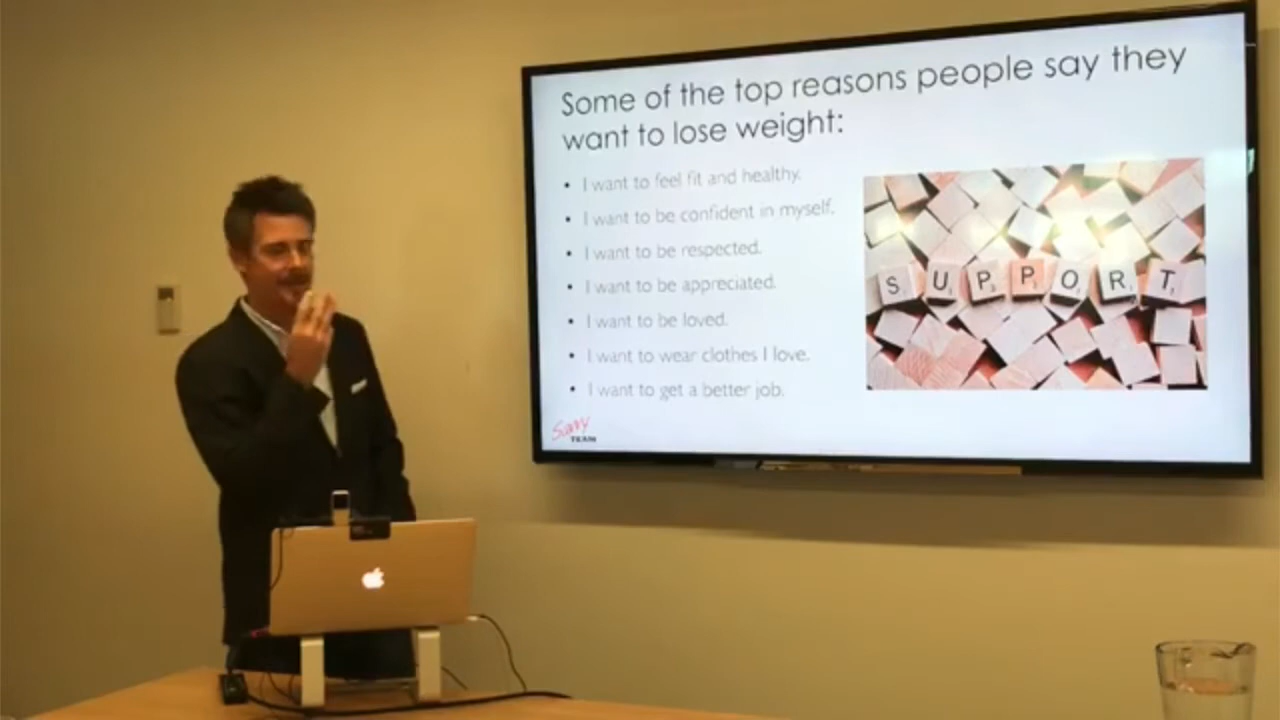 Some of the top reasons people say they
want to lose weight:
• I want to feel fit and healthy.
• I want to be confident in myself.
• I want to be respected.
• I want to be appreciated.
• I want to be loved.
• I want to wear clothes I love.
• I want to get a better job.
SUPPORT
TEAM